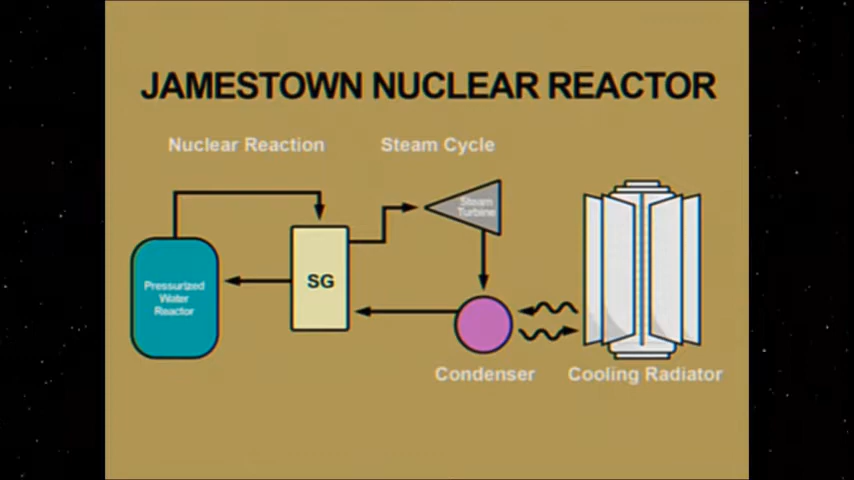 JAMESTOWN NUCLEAR REACTOR
Nuclear Reaction
Steam Cycle
Steam
Turbine
SG
Pressurized
Water
Reactor
Condenser
Cooling Radiator